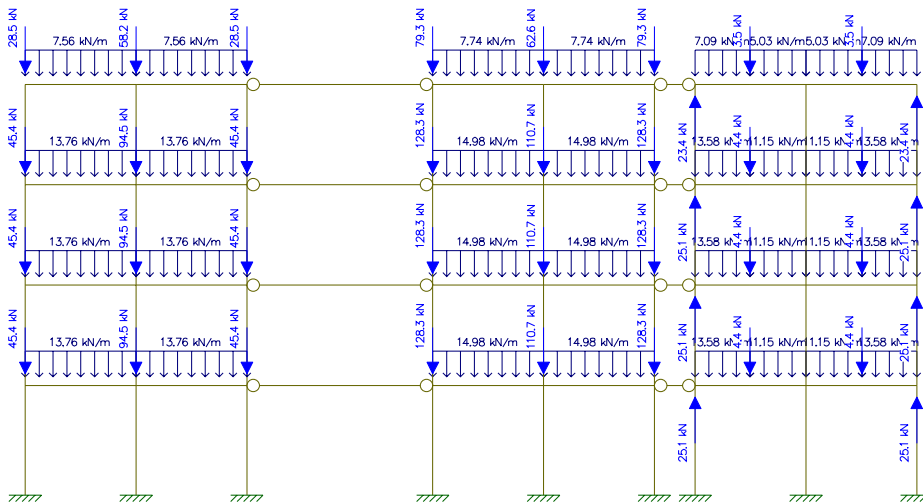 28.5 kN 58.2 kN 28.5 kN 79.3 kN 62.6 kN 79.3 kN 3.5 kN 3.5 kN
7.56 kN/m 7.56 kN/m 7.74 kN/m 7.74 kN/m 7.09 kN/m 5.03 kN/m 5.03 kN/m 7.09 kN/m
45.4 kN 94.5 kN 45.4 kN 128.3 kN 110.7 kN 128.3 kN 23.4 kN 4.4 kN 4.4 kN 23.4 kN
13.76 kN/m 13.76 kN/m 14.98 kN/m 14.98 kN/m 13.58 kN/m 11.15 kN/m 11.15 kN/m 13.58 kN/m
45.4 kN 94.5 kN 45.4 kN 128.3 kN 110.7 kN 128.3 kN 25.1 kN 4.4 kN 4.4 kN 25.1 kN
13.76 kN/m 13.76 kN/m 14.98 kN/m 14.98 kN/m 13.58 kN/m 11.15 kN/m 11.15 kN/m 13.58 kN/m
45.4 kN 94.5 kN 45.4 kN 128.3 kN 110.7 kN 128.3 kN 25.1 kN 4.4 kN 4.4 kN 25.1 kN
13.76 kN/m 13.76 kN/m 14.98 kN/m 14.98 kN/m 13.58 kN/m 11.15 kN/m 11.15 kN/m 13.58 kN/m
25.1 kN 25.1 kN